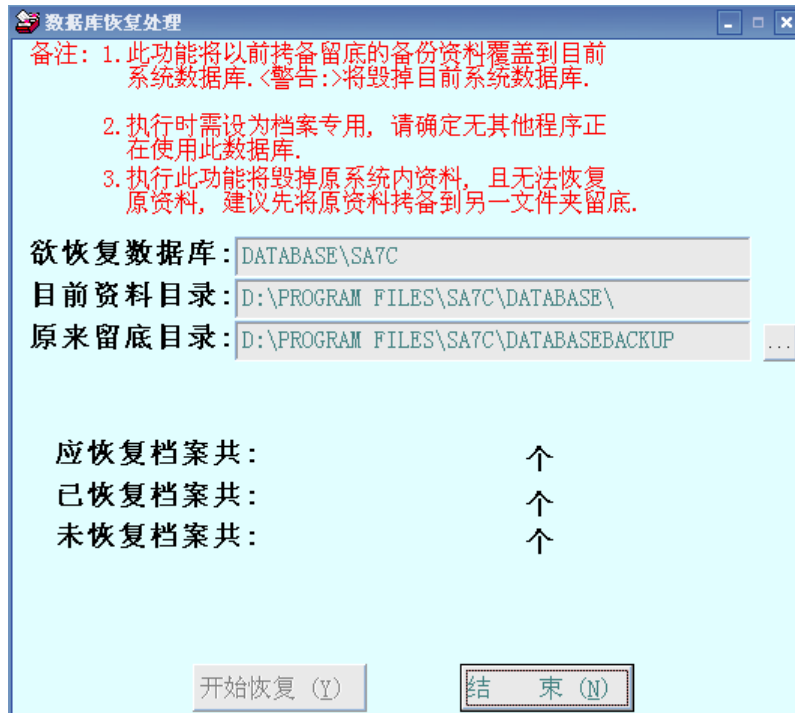 数据库恢复处理
备注: 1.此功能将以前拷备留底的备份资料覆盖到目前
系统数据库.<警告:>将毁掉目前系统数据库.
2.执行时需设为档案专用, 请确定无其他程序正
在使用此数据库.
3.执行此功能将毁掉原系统内资料, 且无法恢复
原资料, 建议先将原资料拷备到另一文件夹留底.
欲恢复数据库: DATABASE\SA7C
目前资料目录: D:\PROGRAM FILES\SA7C\DATABASE\
原来留底目录: D:\PROGRAM FILES\SA7C\DATABASEBACKUP ...
应恢复档案共: 个
已恢复档案共: 个
未恢复档案共: 个
开始恢复 (Y) 结 束 (N)